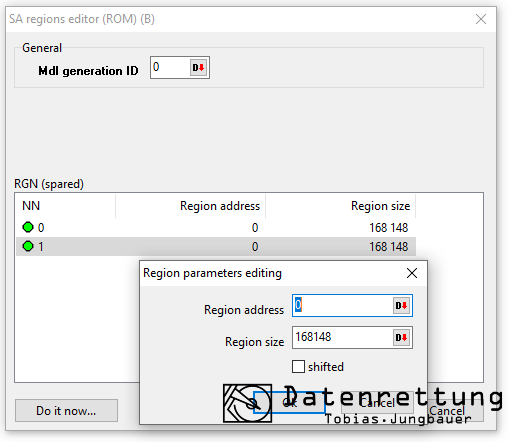 SA regions editor (ROM) (B)
General
Mdl generation ID 0 D
RGN (spared)
NN Region address Region size
0 0 168 148
1 0 168 148
Region parameters editing
Region address 0 D
Region size 168148 D
shifted
Ok Cancel
Do it now... Cancel
Datenrettung
Tobias·Jungbauer